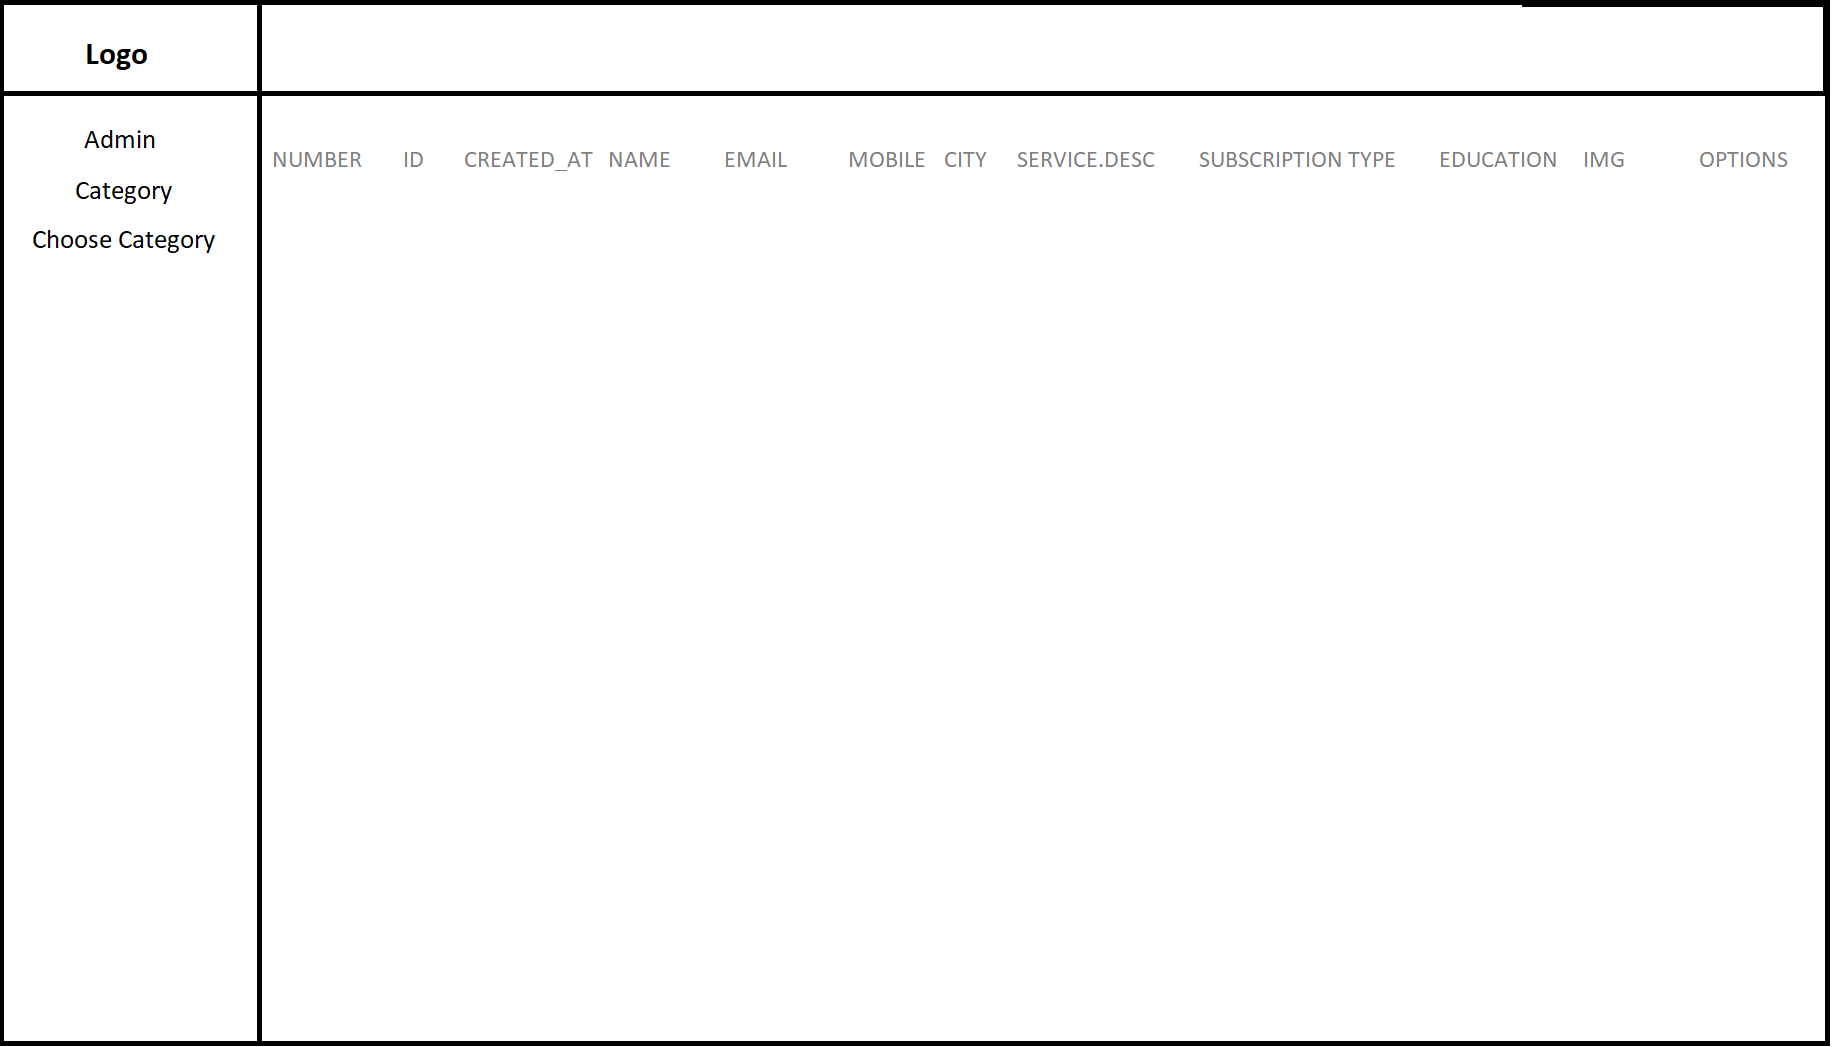 Logo
Admin
Category
Choose Category
NUMBER ID CREATED_AT NAME EMAIL MOBILE CITY SERVICE.DESC SUBSCRIPTION TYPE EDUCATION IMG OPTIONS